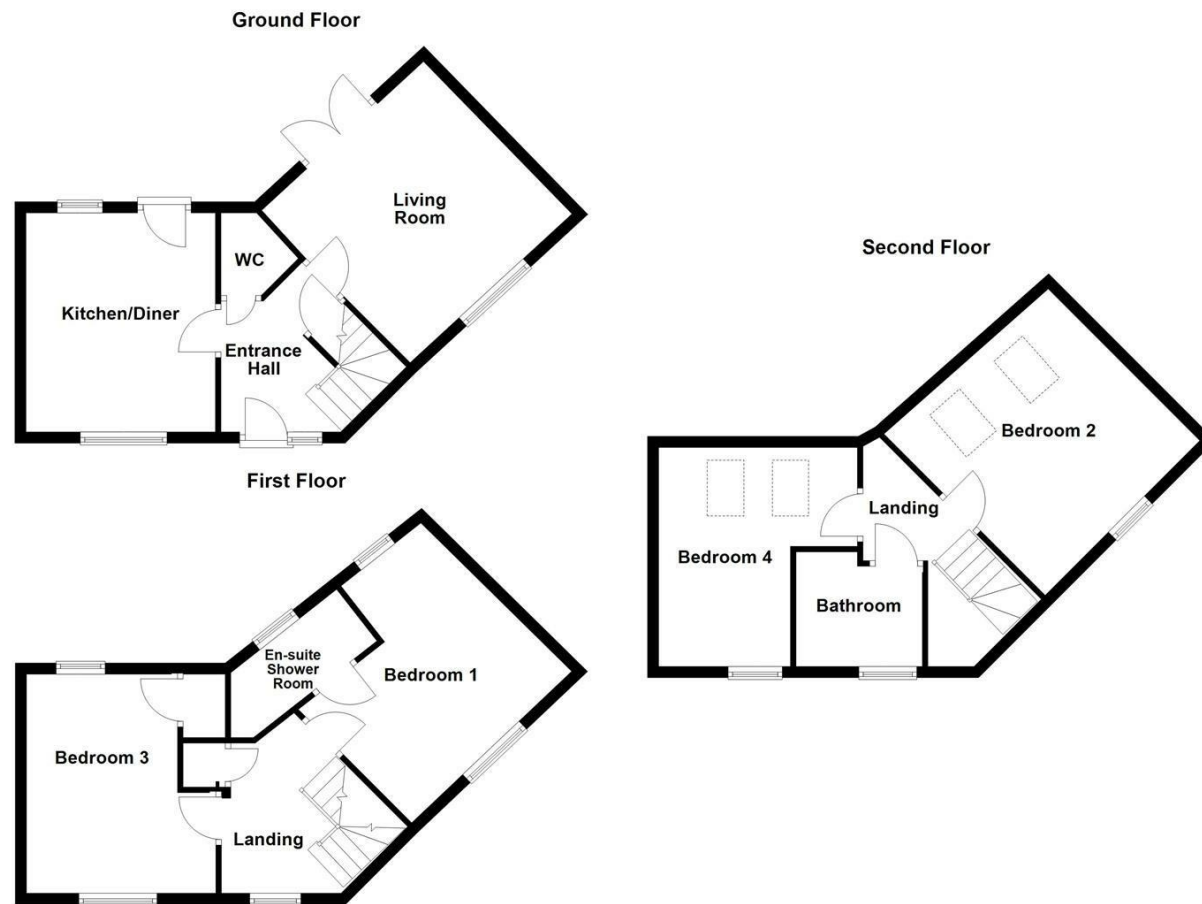 Ground Floor
Living
Room
WC
Kitchen/Diner
Entrance
Hall
First Floor
En-suite
Shower
Room
Bedroom 1
Bedroom 3
Landing
Second Floor
Bedroom 2
Landing
Bedroom 4
Bathroom